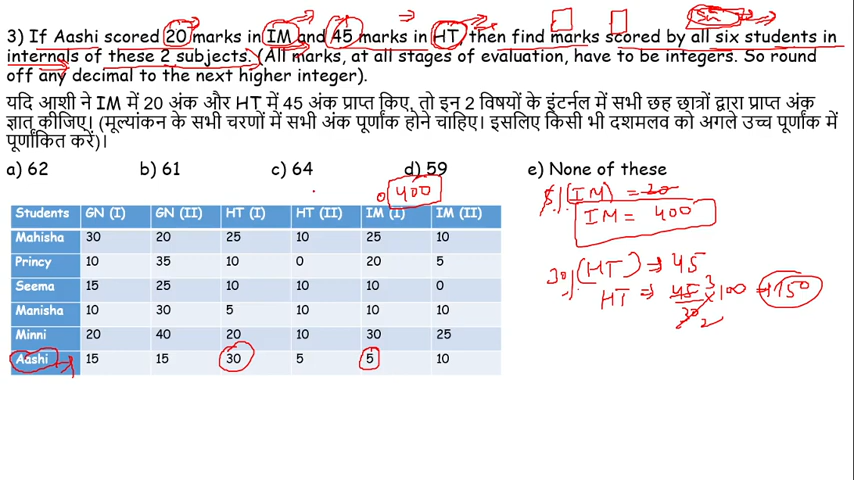 3) If Aashi scored 20 marks in IM and 45 marks in HT, then find marks scored by all six students in
internals of these 2 subjects. (All marks, at all stages of evaluation, have to be integers. So round
off any decimal to the next higher integer).
यदि आशी ने IM में 20 अंक और HT में 45 अंक प्राप्त किए, तो इन 2 विषयों के इंटर्नल में सभी छह छात्रों द्वारा प्राप्त अंक
ज्ञात कीजिए। (मूल्यांकन के सभी चरणों में सभी अंक पूर्णांक होने चाहिए। इसलिए किसी भी दशमलव को अगले उच्च पूर्णांक में
पूर्णांकित करें)।
a) 62 b) 61 c) 64 d) 59 e) None of these
400
Students GN (I) GN (II) HT (I) HT (II) IM (I) IM (II)
Mahisha 30 20 25 10 25 10
Princy 10 35 10 0 20 5
Seema 15 25 10 10 10 0
Manisha 10 30 5 10 10 10
Minni 20 40 20 10 30 25
Aashi 15 15 30 5 5 10
5% (IM) = 20
IM = 400
30% (HT) ⇒ 45
HT ⇒ 45/30 × 100 ⇒ 150
3
2